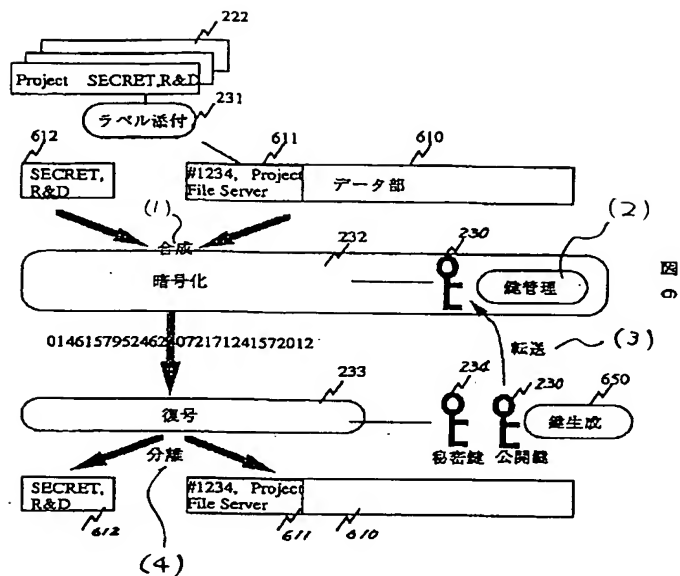 222
Project SECRET,R&D
ラベル添付
231
612
611
610
SECRET,
R&D
#1234, Project
File Server
データ部
(1)
合成
232
230
(2)
暗号化
鍵管理
図6
転送
(3)
233
234
230
650
復号
鍵生成
秘密鍵
公開鍵
分離
SECRET,
R&D
#1234, Project
File Server
612
611
610
(4)